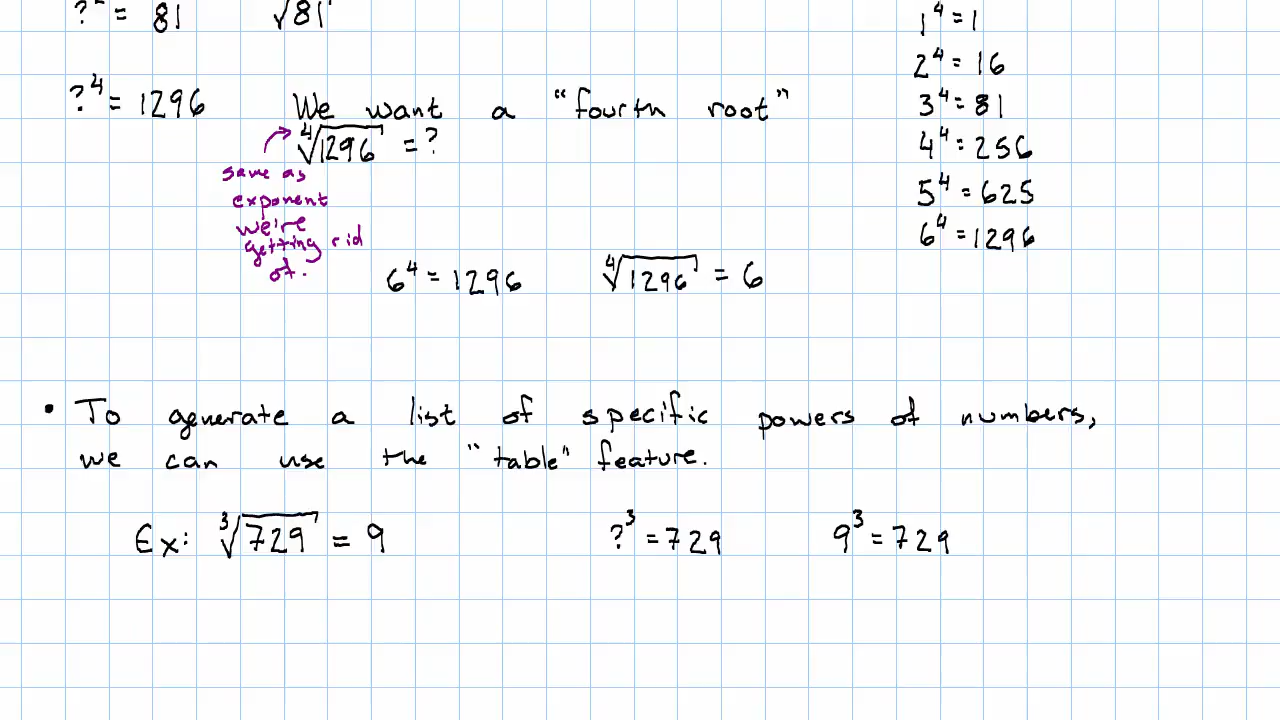 ?² = 81 √81
?⁴ = 1296 We want a "fourth root"
⁴√1296 = ?
same as
exponent
we're
getting rid
of.
6⁴ = 1296 ⁴√1296 = 6
1⁴ = 1
2⁴ = 16
3⁴ = 81
4⁴ = 256
5⁴ = 625
6⁴ = 1296
• To generate a list of specific powers of numbers,
we can use the "table" feature.
Ex: ³√729 = 9 ?³ = 729 9³ = 729